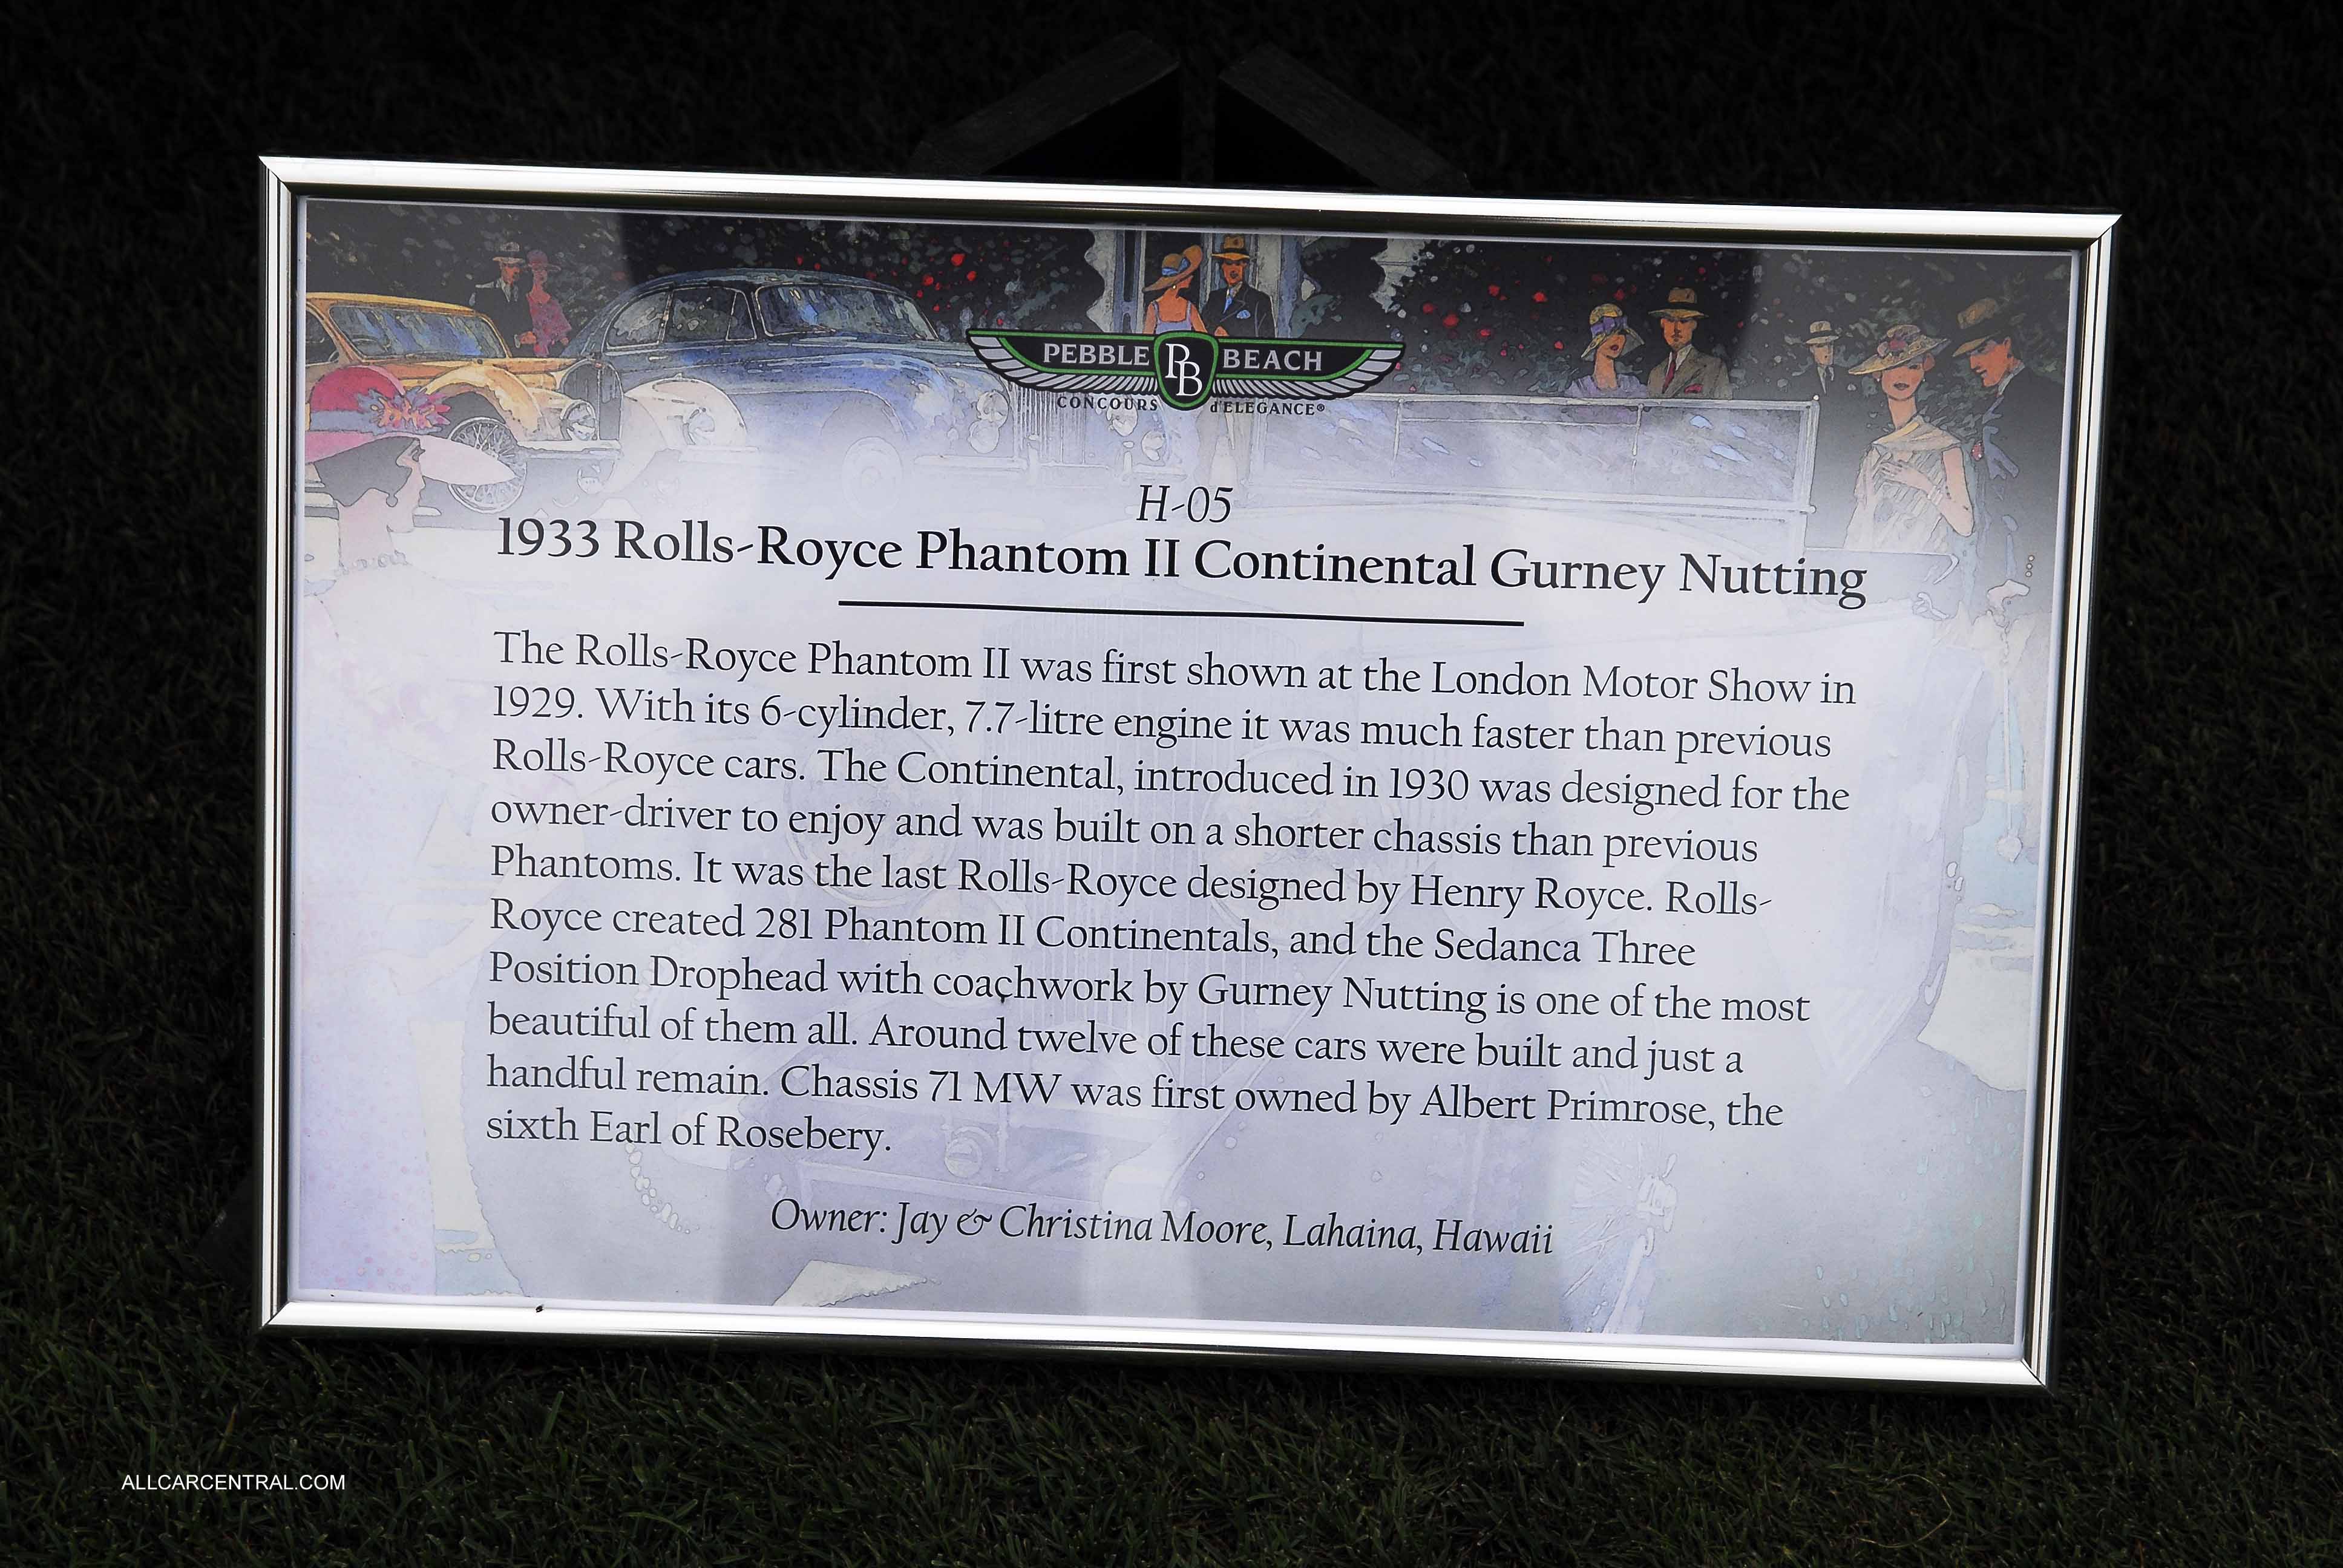 PEBBLE PB BEACH
CONCOURS d'ELEGANCE®
H-05
1933 Rolls-Royce Phantom II Continental Gurney Nutting
The Rolls-Royce Phantom II was first shown at the London Motor Show in
1929. With its 6-cylinder, 7.7-litre engine it was much faster than previous
Rolls-Royce cars. The Continental, introduced in 1930 was designed for the
owner-driver to enjoy and was built on a shorter chassis than previous
Phantoms. It was the last Rolls-Royce designed by Henry Royce. Rolls-
Royce created 281 Phantom II Continentals, and the Sedanca Three
Position Drophead with coachwork by Gurney Nutting is one of the most
beautiful of them all. Around twelve of these cars were built and just a
handful remain. Chassis 71 MW was first owned by Albert Primrose, the
sixth Earl of Rosebery.
Owner: Jay & Christina Moore, Lahaina, Hawaii
ALLCARCENTRAL.COM